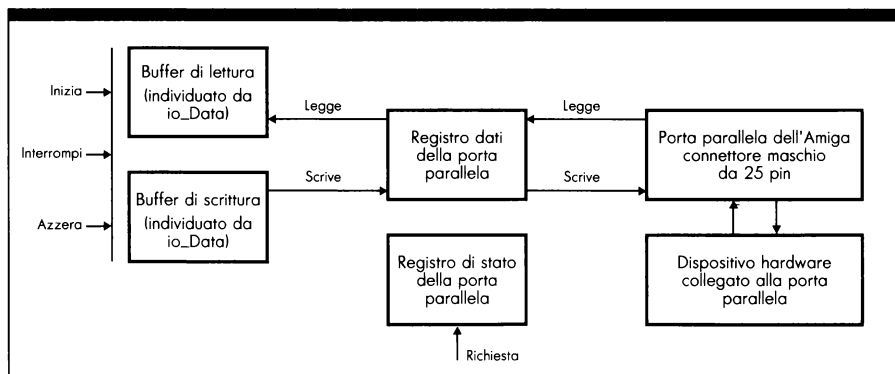 Inizia
Interrompi
Azzera
Buffer di lettura
(individuato da
io_Data)
Buffer di scrittura
(individuato da
io_Data)
Legge
Scrive
Registro dati
della porta
parallela
Registro di stato
della porta
parallela
Richiesta
Legge
Scrive
Porta parallela dell'Amiga
connettore maschio
da 25 pin
Dispositivo hardware
collegato alla porta
parallela